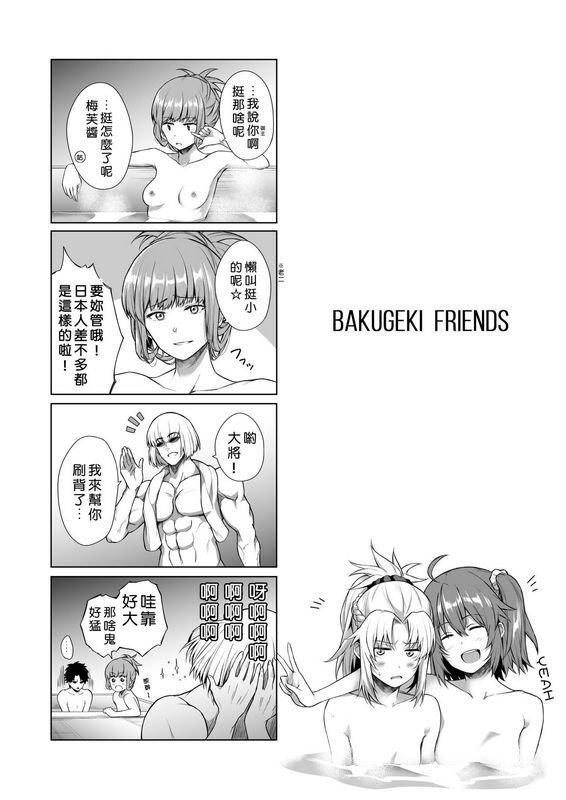 …我說你啊
挺那啥呢
…挺怎麼了呢
梅芙醬
懶叫挺小
的呢☆
要妳管哦！
日本人差不多都
是這樣的啦！
喲
大將！
我來幫你
刷背了…
呀啊啊啊
啊啊啊
啊啊啊
哇靠
好大
那啥鬼
好猛
…
BAKUGEKI FRIENDS
YEAH